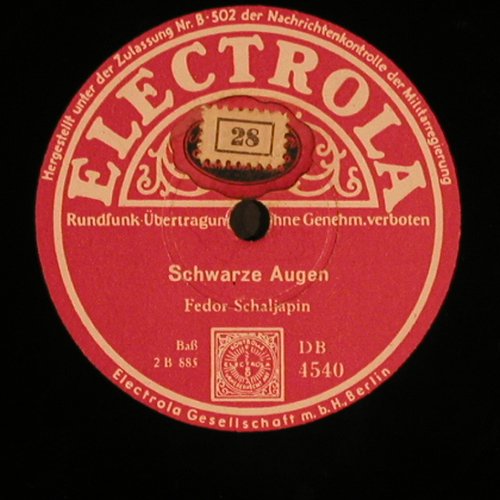 Hergestellt unter der Zulassung Nr. B-502 der Nachrichtenkontrolle der Militärregierung
ELECTROLA
28
Rundfunk-Übertragun hne Genehm. verboten
Schwarze Augen
Fedor Schaljapin
Baß
2 B 885
DB
4540
Electrola Gesellschaft m.b.H., Berlin